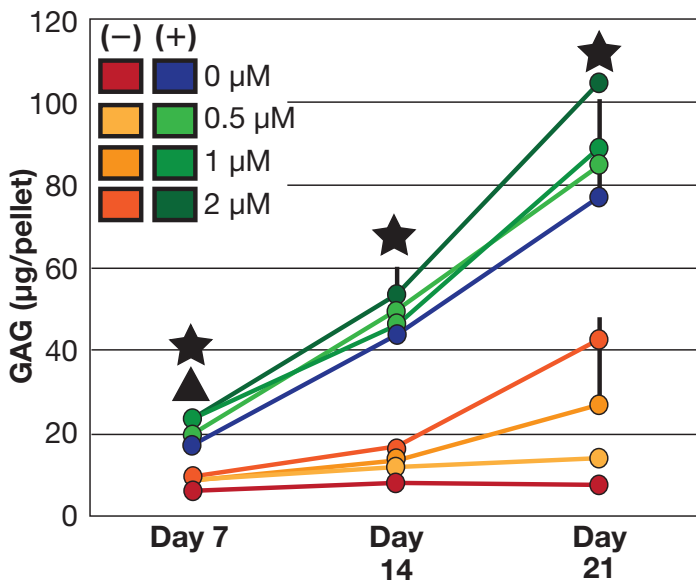 120
100
80
60
40
20
0
GAG (µg/pellet)
(−) (+)
0 µM
0.5 µM
1 µM
2 µM
Day 7
Day
14
Day
21